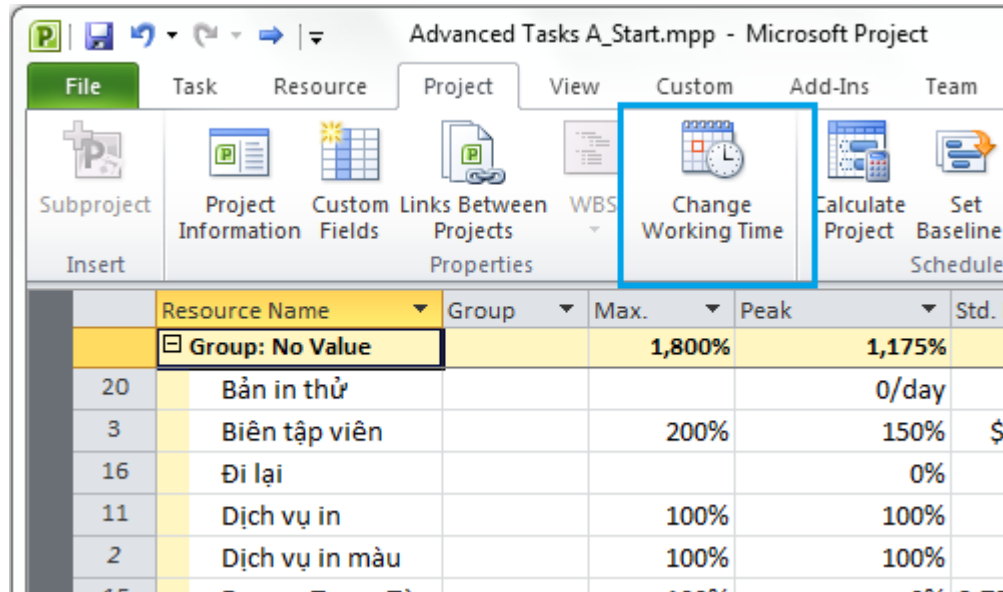 Advanced Tasks A_Start.mpp - Microsoft Project
File Task Resource Project View Custom Add-Ins Team
Subproject
Project Information
Custom Fields
Links Between Projects
WBS
Change Working Time
Calculate Project
Set Baseline
Insert Properties Schedule
Resource Name Group Max. Peak Std.
Group: No Value 1,800% 1,175%
20 Bản in thử 0/day
3 Biên tập viên 200% 150% $
16 Đi lại 0%
11 Dịch vụ in 100% 100%
2 Dịch vụ in màu 100% 100%